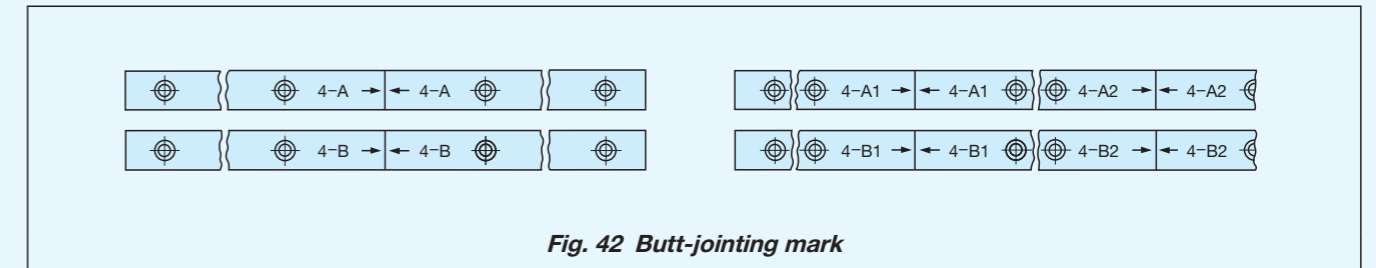 4-A → ← 4-A
4-A1 → ← 4-A1
4-A2 → ← 4-A2
4-B → ← 4-B
4-B1 → ← 4-B1
4-B2 → ← 4-B2
Fig. 42 Butt-jointing mark